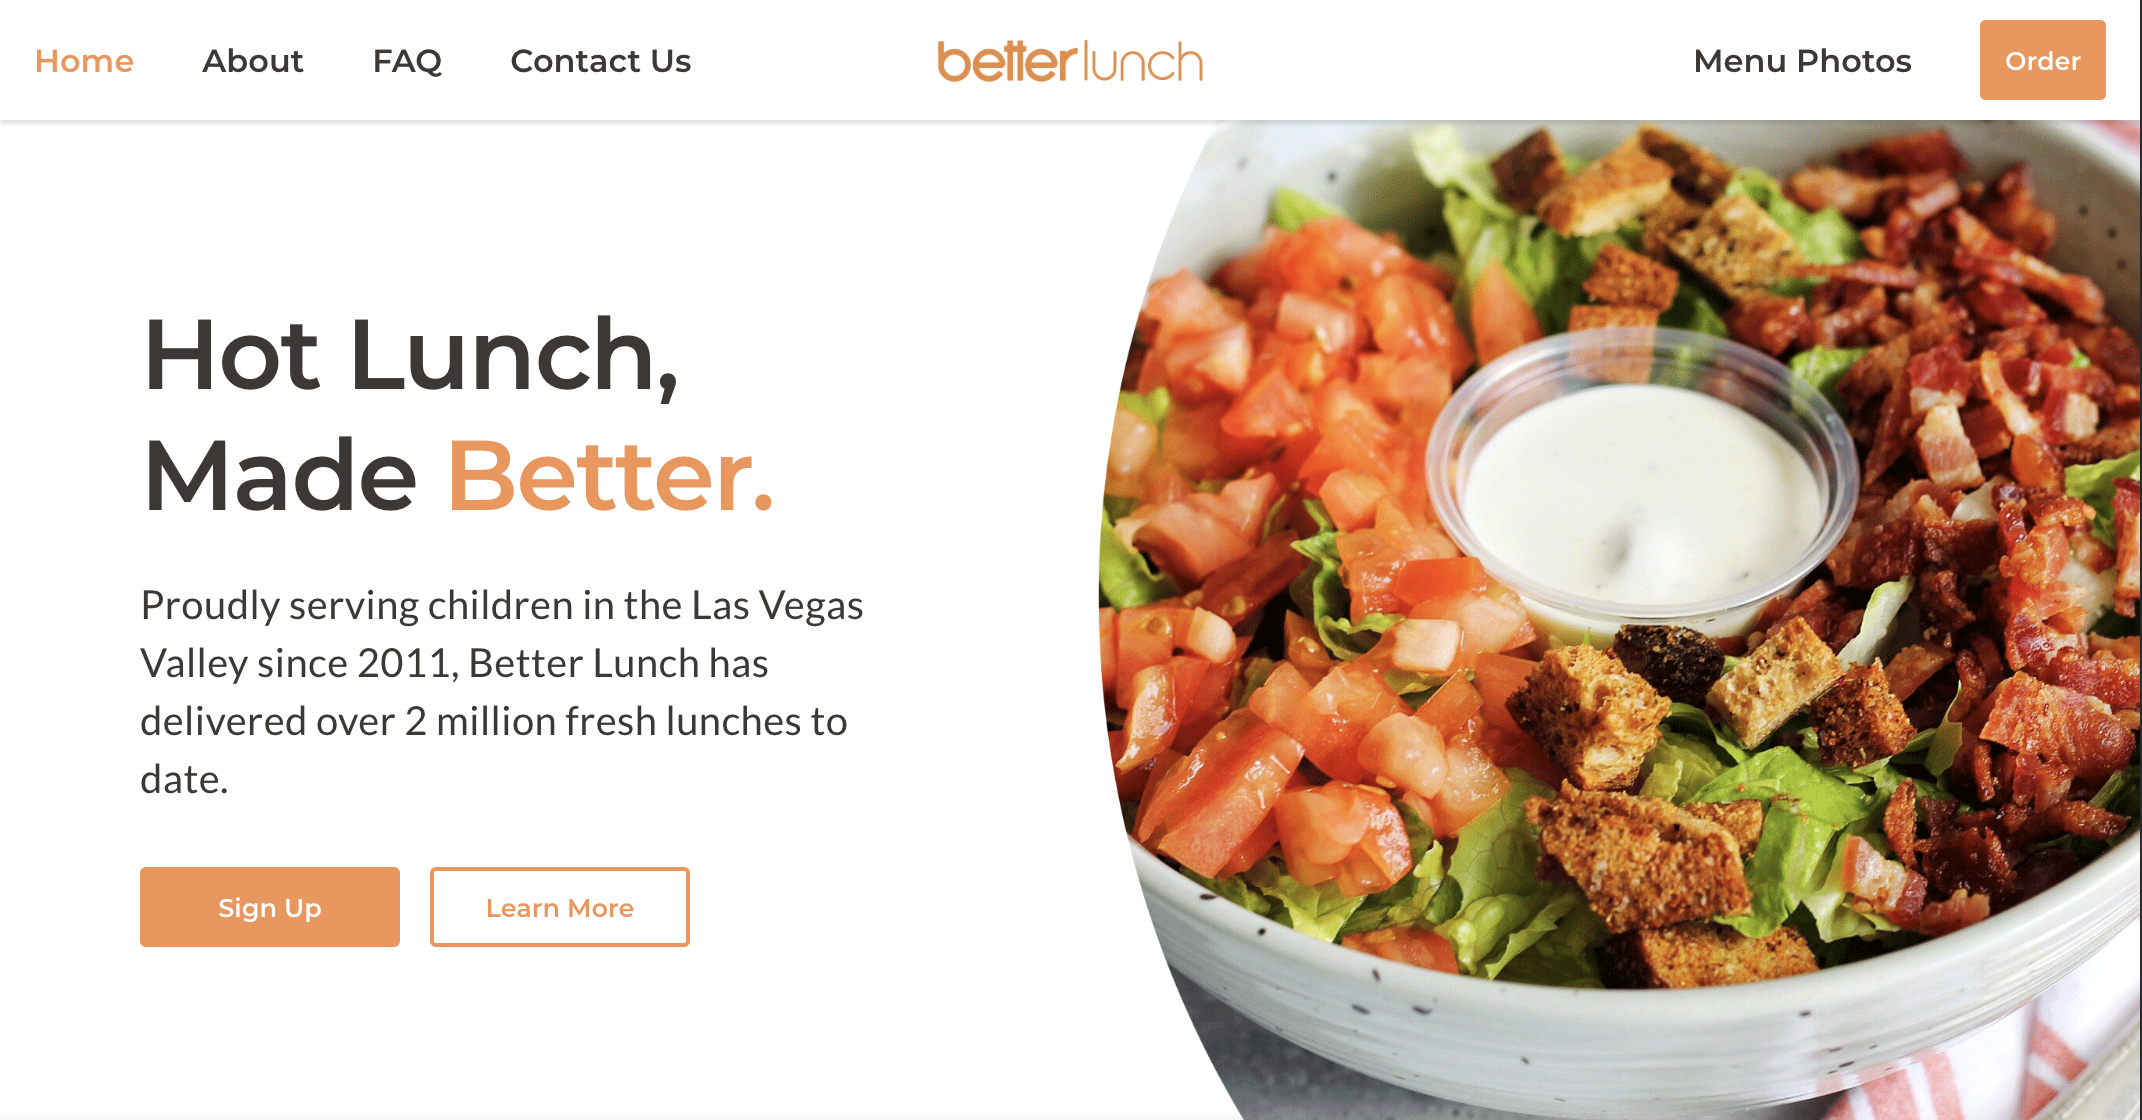 Home About FAQ Contact Us betterlunch Menu Photos Order
Hot Lunch,
Made Better.
Proudly serving children in the Las Vegas
Valley since 2011, Better Lunch has
delivered over 2 million fresh lunches to
date.
Sign Up Learn More